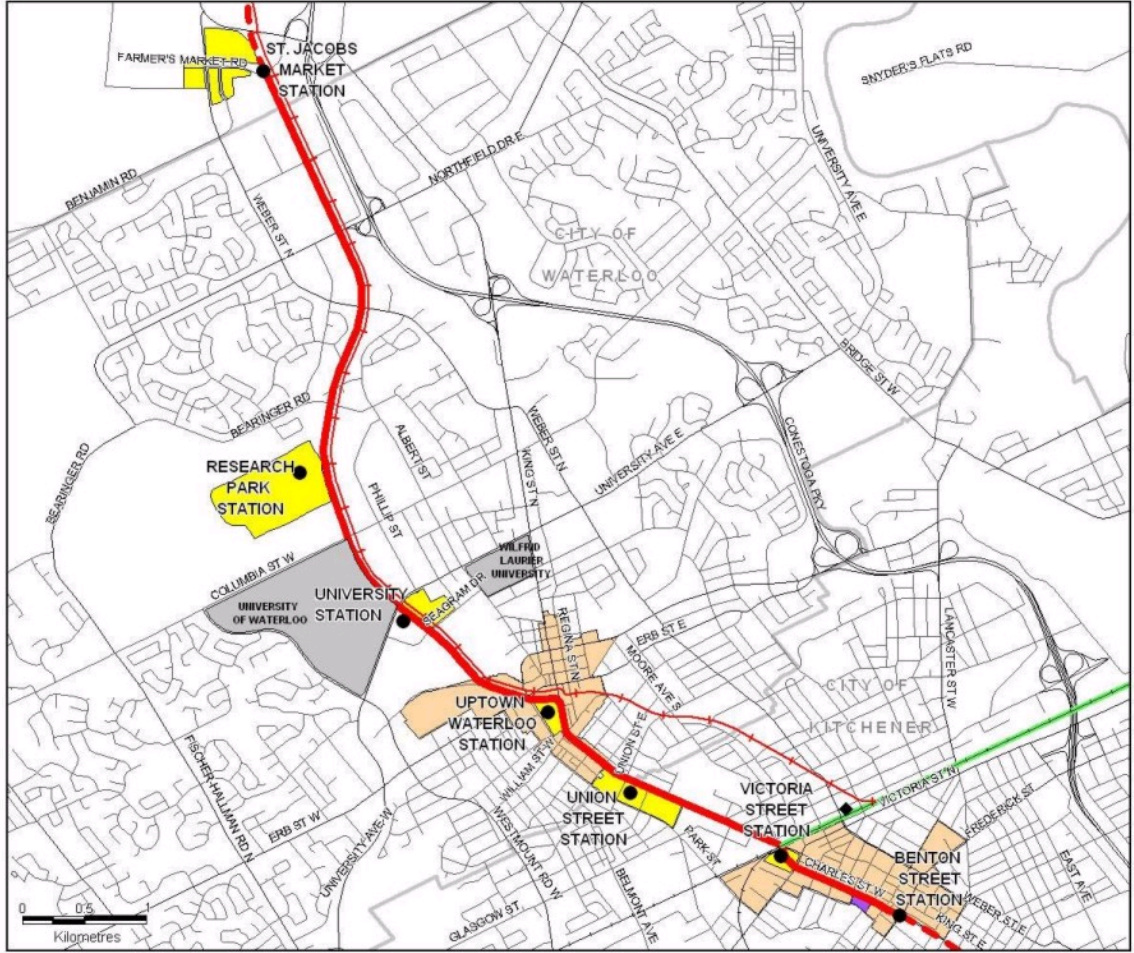 ST. JACOBS
MARKET
STATION
FARMER'S MARKET RD
SNYDER'S FLATS RD
UNIVERSITY AVE E
NORTHFIELD DR E
BENJAMIN RD
WEBER ST N
CITY OF
WATERLOO
BRIDGE ST W
BEARINGER RD
BEARINGER RD
ALBERT ST
WEBER ST N
KING ST N
UNIVERSITY AVE E
CONESTOGA PKY
RESEARCH
PARK
STATION
PHILLIP ST
COLUMBIA ST W
WILFRID
LAURIER
UNIVERSITY
UNIVERSITY
OF WATERLOO
UNIVERSITY
STATION
SEAGRAM DR
REGINA ST N
ERB ST E
MOORE AVE S
LANCASTER ST W
CITY OF
KITCHENER
UPTOWN
WATERLOO
STATION
UNION ST E
WILLIAM ST W
FISCHER-HALLMAN RD N
ERB ST W
UNIVERSITY AVE W
WESTMOUNT RD W
UNION
STREET
STATION
VICTORIA
STREET
STATION
VICTORIA ST N
FREDERICK ST
PARK ST
BELMONT AVE
CHARLES ST W
BENTON
STREET
STATION
EAST AVE
WEBER ST E
KING ST E
GLASGOW ST
0 0.5 1
Kilometres